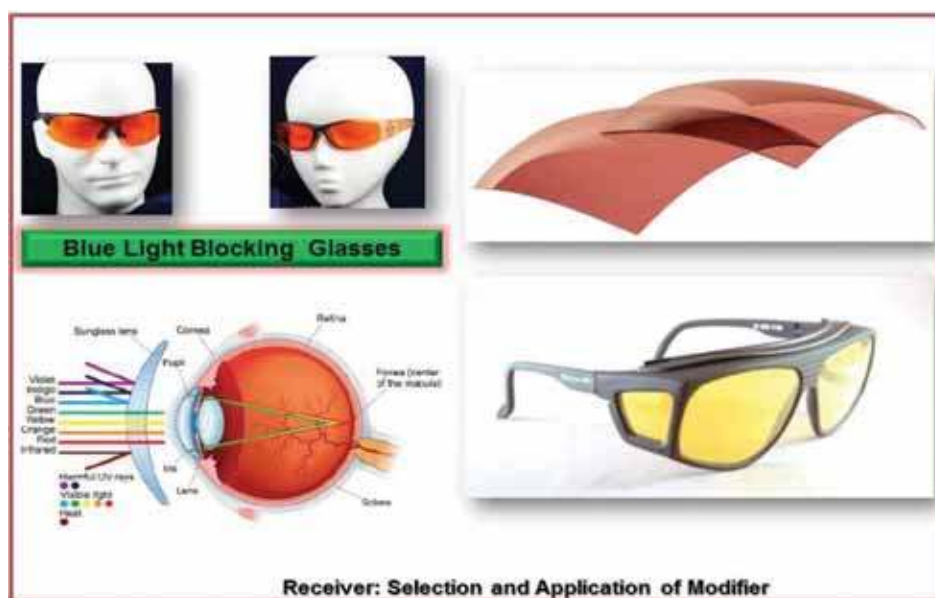 Blue Light Blocking Glasses
Sunglass lens
Cornea
Retina
Pupil
Fovea (center
of the macula)
Violet
Indigo
Blue
Green
Yellow
Orange
Red
Infrared
Iris
Lens
Sclera
Harmful UV rays
Visible light
Heat
Receiver: Selection and Application of Modifier